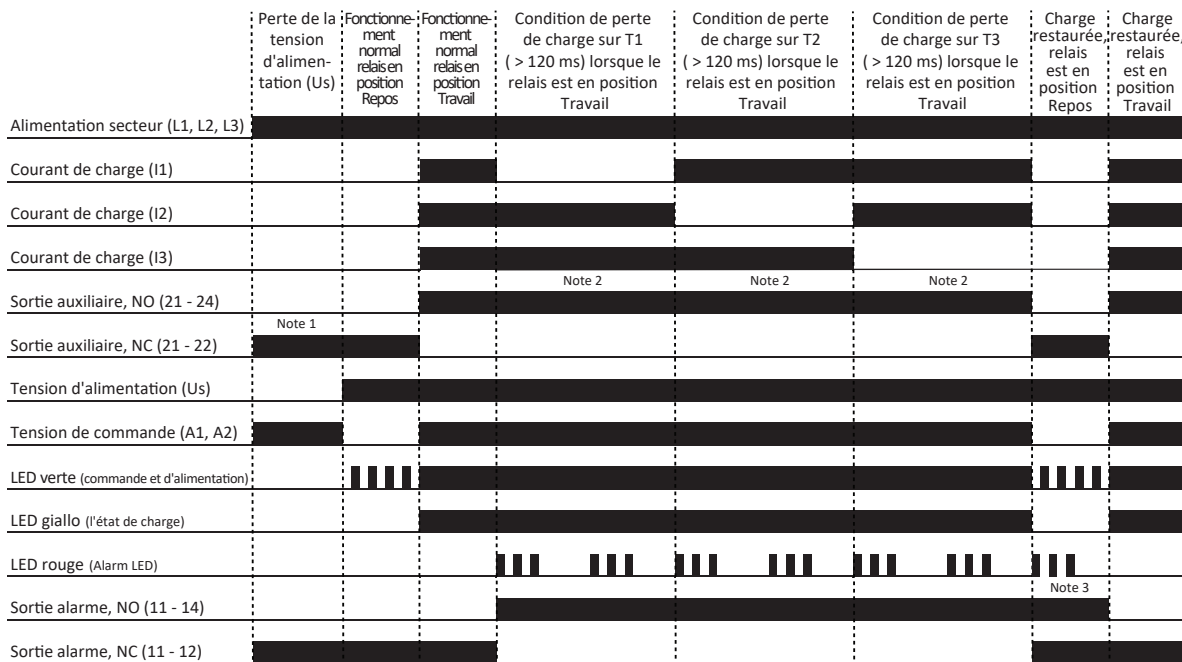 Perte de la
tension
d'alimen-
tation (Us)
Fonctionne-
ment
normal
relais en
position
Repos
Fonctionne-
ment
normal
relais en
position
Travail
Condition de perte
de charge sur T1
( > 120 ms) lorsque le
relais est en position
Travail
Condition de perte
de charge sur T2
( > 120 ms) lorsque le
relais est en position
Travail
Condition de perte
de charge sur T3
( > 120 ms) lorsque le
relais est en position
Travail
Charge
restaurée,
relais
est en
position
Repos
Charge
restaurée,
relais
est en
position
Travail
Alimentation secteur (L1, L2, L3)
Courant de charge (I1)
Courant de charge (I2)
Courant de charge (I3)
Note 2 Note 2 Note 2
Sortie auxiliaire, NO (21 - 24)
Note 1
Sortie auxiliaire, NC (21 - 22)
Tension d'alimentation (Us)
Tension de commande (A1, A2)
LED verte (commande et d'alimentation)
LED giallo (l'état de charge)
LED rouge (Alarm LED)
Note 3
Sortie alarme, NO (11 - 14)
Sortie alarme, NC (11 - 12)